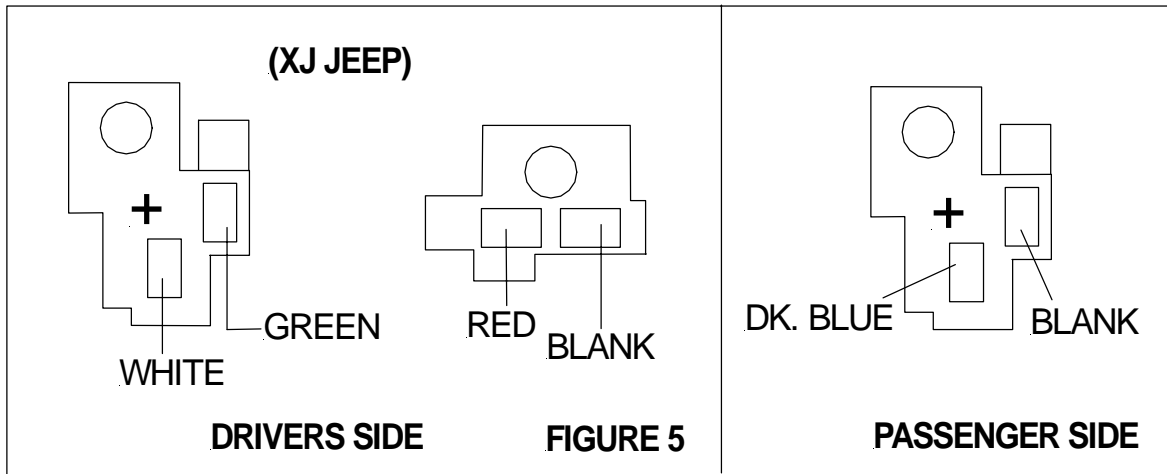 (XJ JEEP)
+
+
GREEN
WHITE
RED
BLANK
DK. BLUE
BLANK
DRIVERS SIDE
FIGURE 5
PASSENGER SIDE